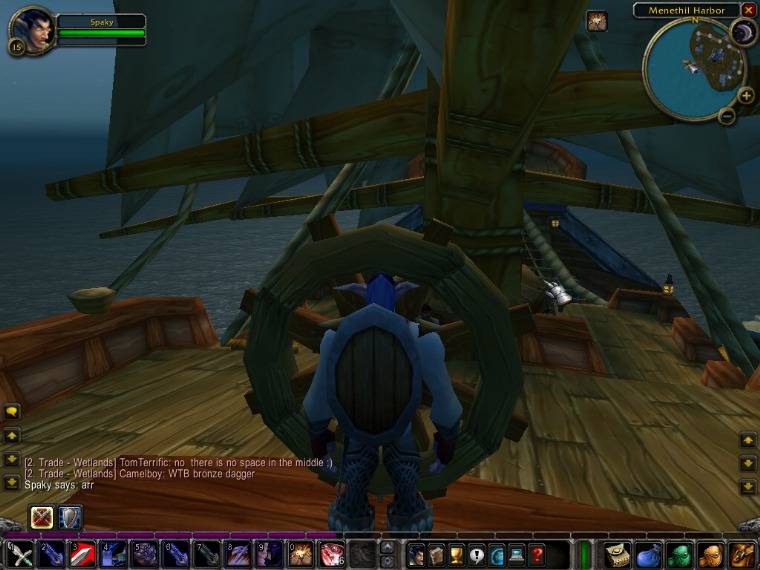 Spaky
15
Menethil Harbor
N
[2. Trade - Wetlands] TomTerrific: no  there is no space in the middle :)
[2. Trade - Wetlands] Camelboy: WTB bronze dagger
Spaky says: arr